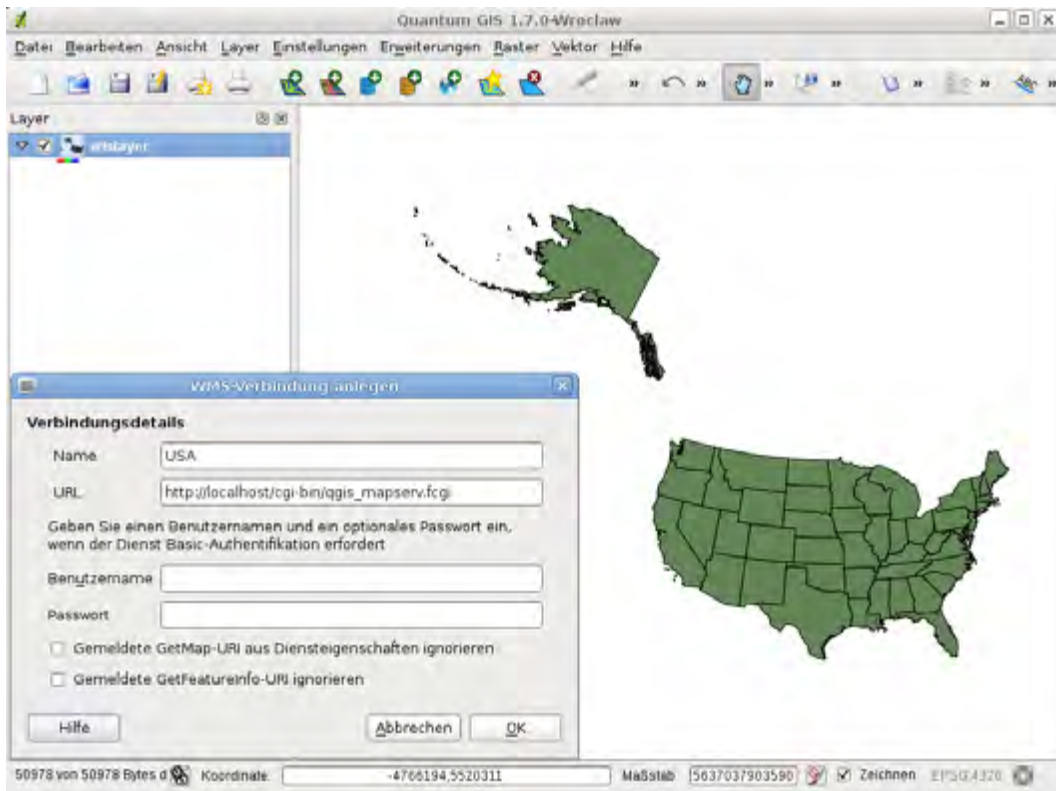 Quantum GIS 1.7.0-Wroclaw
Datei Bearbeiten Ansicht Layer Einstellungen Erweiterungen Raster Vektor Hilfe
Layer
WMS-Verbindung anlegen
Verbindungsdetails
Name USA
URL http://localhost/cgi-bin/qgis_mapserv.fcgi
Geben Sie einen Benutzernamen und ein optionales Passwort ein,
wenn der Dienst Basic-Authentifikation erfordert
Benutzername
Passwort
Gemeldete GetMap-URI aus Diensteigenschaften ignorieren
Gemeldete GetFeatureInfo-URI ignorieren
Hilfe Abbrechen OK
50978 von 50978 Bytes d Koordinate: -4766194,5520311 Maßstab 5637037903590 Zeichnen EPSG:4326